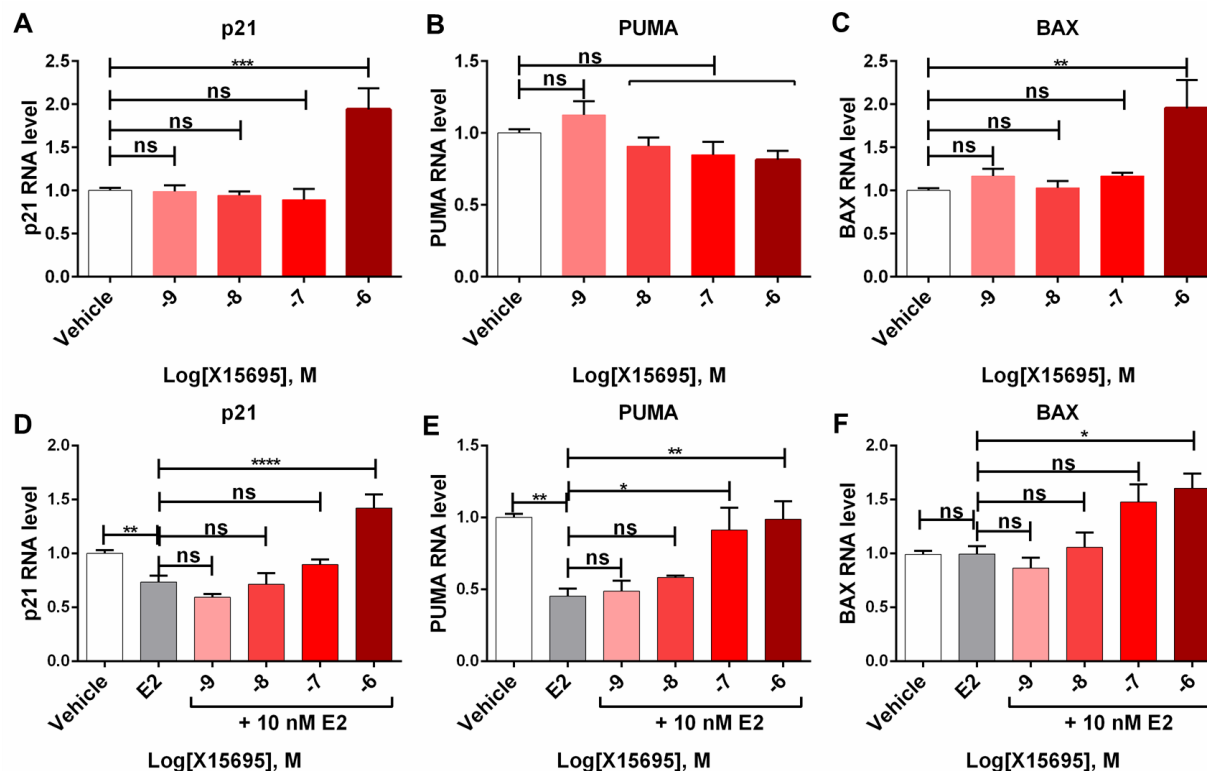 A
p21
p21 RNA level
2.5
2.0
1.5
1.0
0.5
0.0
***
ns
ns
ns
Vehicle
-9
-8
-7
-6
Log[X15695], M
B
PUMA
PUMA RNA level
1.5
1.0
0.5
0.0
ns
ns
Vehicle
-9
-8
-7
-6
Log[X15695], M
C
BAX
BAX RNA level
2.5
2.0
1.5
1.0
0.5
0.0
**
ns
ns
ns
Vehicle
-9
-8
-7
-6
Log[X15695], M
D
p21
p21 RNA level
2.0
1.5
1.0
0.5
0.0
****
ns
**
ns
ns
Vehicle
E2
-9
-8
-7
-6
+ 10 nM E2
Log[X15695], M
E
PUMA
PUMA RNA level
1.5
1.0
0.5
0.0
**
*
**
ns
ns
Vehicle
E2
-9
-8
-7
-6
+ 10 nM E2
Log[X15695], M
F
BAX
BAX RNA level
2.0
1.5
1.0
0.5
0.0
*
ns
ns
ns
ns
Vehicle
E2
-9
-8
-7
-6
+ 10 nM E2
Log[X15695], M